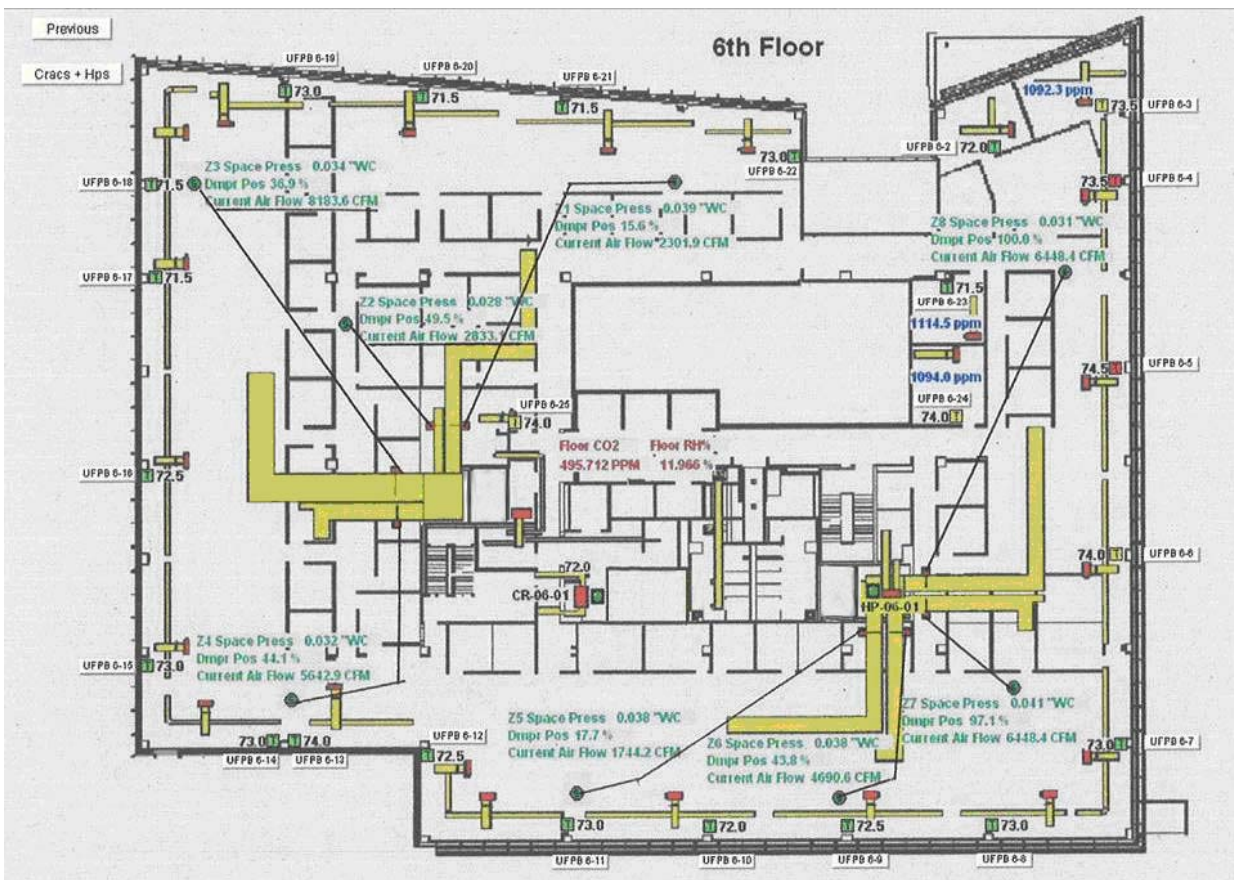 Previous
6th Floor
Cracs + Hps
UFPB 6-19
UFPB 6-20
UFPB 6-21
73.0
71.5
71.5
1092.3 ppm
73.5
UFPB 6-3
UFPB 6-2
72.0
73.0
UFPB 6-22
Z3 Space Press 0.034 "WC
Dmpr Pos 36.9 %
Current Air Flow 8183.6 CFM
UFPB 6-18
71.5
73.5
UFPB 6-4
Z1 Space Press 0.039 "WC
Dmpr Pos 15.6 %
Current Air Flow 2301.9 CFM
Z8 Space Press 0.031 "WC
Dmpr Pos 100.0 %
Current Air Flow 6448.4 CFM
UFPB 6-17
71.5
71.5
UFPB 6-23
Z2 Space Press 0.028 "WC
Dmpr Pos 49.5 %
Current Air Flow 2833.1 CFM
1114.5 ppm
1094.0 ppm
74.5
UFPB 6-5
UFPB 6-24
74.0
UFPB 6-25
74.0
Floor CO2 Floor RH%
495.712 PPM 11.966 %
UFPB 6-16
72.5
74.0
UFPB 6-6
72.0
CR-06-01
HP-06-01
Z4 Space Press 0.032 "WC
Dmpr Pos 44.1 %
Current Air Flow 5642.9 CFM
UFPB 6-15
73.0
Z5 Space Press 0.038 "WC
Dmpr Pos 17.7 %
Current Air Flow 1744.2 CFM
Z6 Space Press 0.038 "WC
Dmpr Pos 43.8 %
Current Air Flow 4690.6 CFM
Z7 Space Press 0.041 "WC
Dmpr Pos 97.1 %
Current Air Flow 6448.4 CFM
73.0
74.0
UFPB 6-14
UFPB 6-13
UFPB 6-12
72.5
73.0
UFPB 6-7
73.0
72.0
72.5
73.0
UFPB 6-11
UFPB 6-10
UFPB 6-9
UFPB 6-8